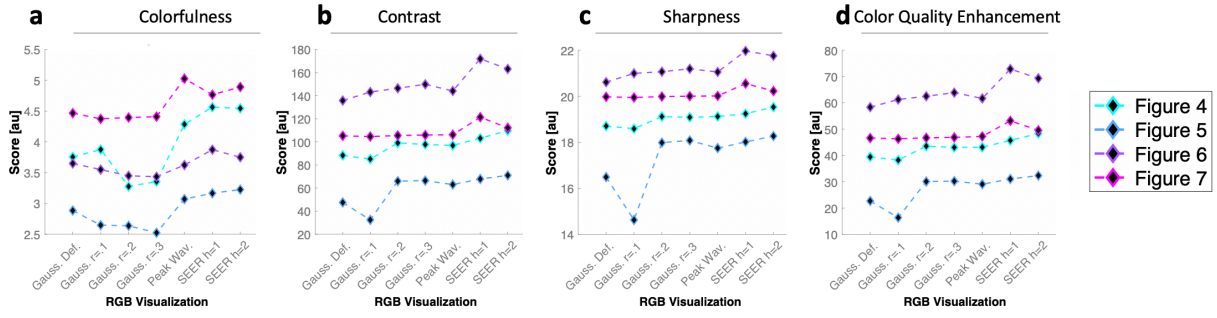 a Colorfulness
Score [au]
5.5
5
4.5
4
3.5
3
2.5
Gauss. Def.
Gauss. r=.1
Gauss. r=.2
Gauss. r=.3
Peak Wav.
SEER h=1
SEER h=2
RGB Visualization
b Contrast
Score [au]
180
160
140
120
100
80
60
40
20
Gauss. Def.
Gauss. r=.1
Gauss. r=.2
Gauss. r=.3
Peak Wav.
SEER h=1
SEER h=2
RGB Visualization
c Sharpness
Score [au]
22
20
18
16
14
Gauss. Def.
Gauss. r=.1
Gauss. r=.2
Gauss. r=.3
Peak Wav.
SEER h=1
SEER h=2
RGB Visualization
d Color Quality Enhancement
Score [au]
80
70
60
50
40
30
20
10
Gauss. Def.
Gauss. r=.1
Gauss. r=.2
Gauss. r=.3
Peak Wav.
SEER h=1
SEER h=2
RGB Visualization
Figure 4
Figure 5
Figure 6
Figure 7